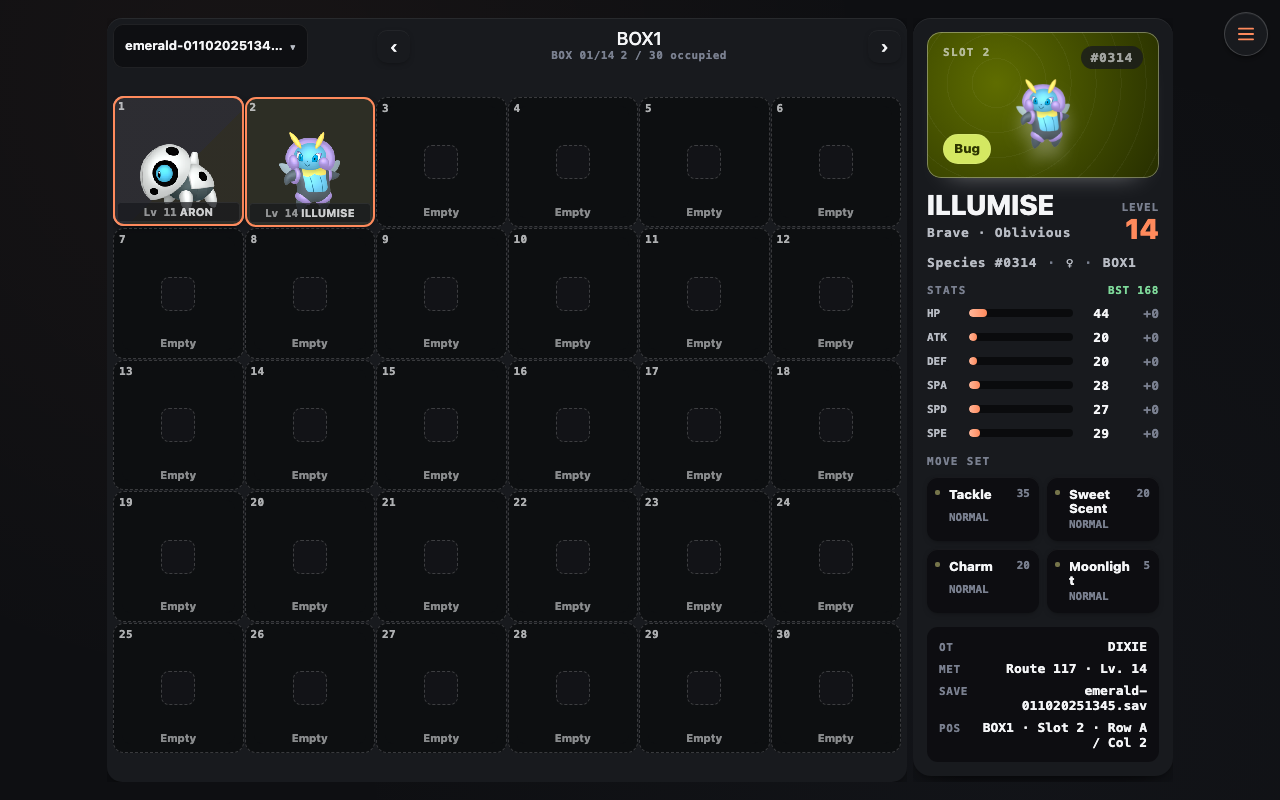 emerald-01102025134... ▾
‹
BOX1
BOX 01/14 2 / 30 occupied
›
1
Lv 11 ARON
2
Lv 14 ILLUMISE
3
Empty
4
Empty
5
Empty
6
Empty
7
Empty
8
Empty
9
Empty
10
Empty
11
Empty
12
Empty
13
Empty
14
Empty
15
Empty
16
Empty
17
Empty
18
Empty
19
Empty
20
Empty
21
Empty
22
Empty
23
Empty
24
Empty
25
Empty
26
Empty
27
Empty
28
Empty
29
Empty
30
Empty
SLOT 2
#0314
Bug
ILLUMISE
Brave · Oblivious
LEVEL
14
Species #0314 · ♀ · BOX1
STATS BST 168
HP 44 +0
ATK 20 +0
DEF 20 +0
SPA 28 +0
SPD 27 +0
SPE 29 +0
MOVE SET
Tackle 35
NORMAL
Sweet 20
Scent
NORMAL
Charm 20
NORMAL
Moonligh 5
t
NORMAL
OT DIXIE
MET Route 117 · Lv. 14
SAVE emerald-
011020251345.sav
POS BOX1 · Slot 2 · Row A
/ Col 2